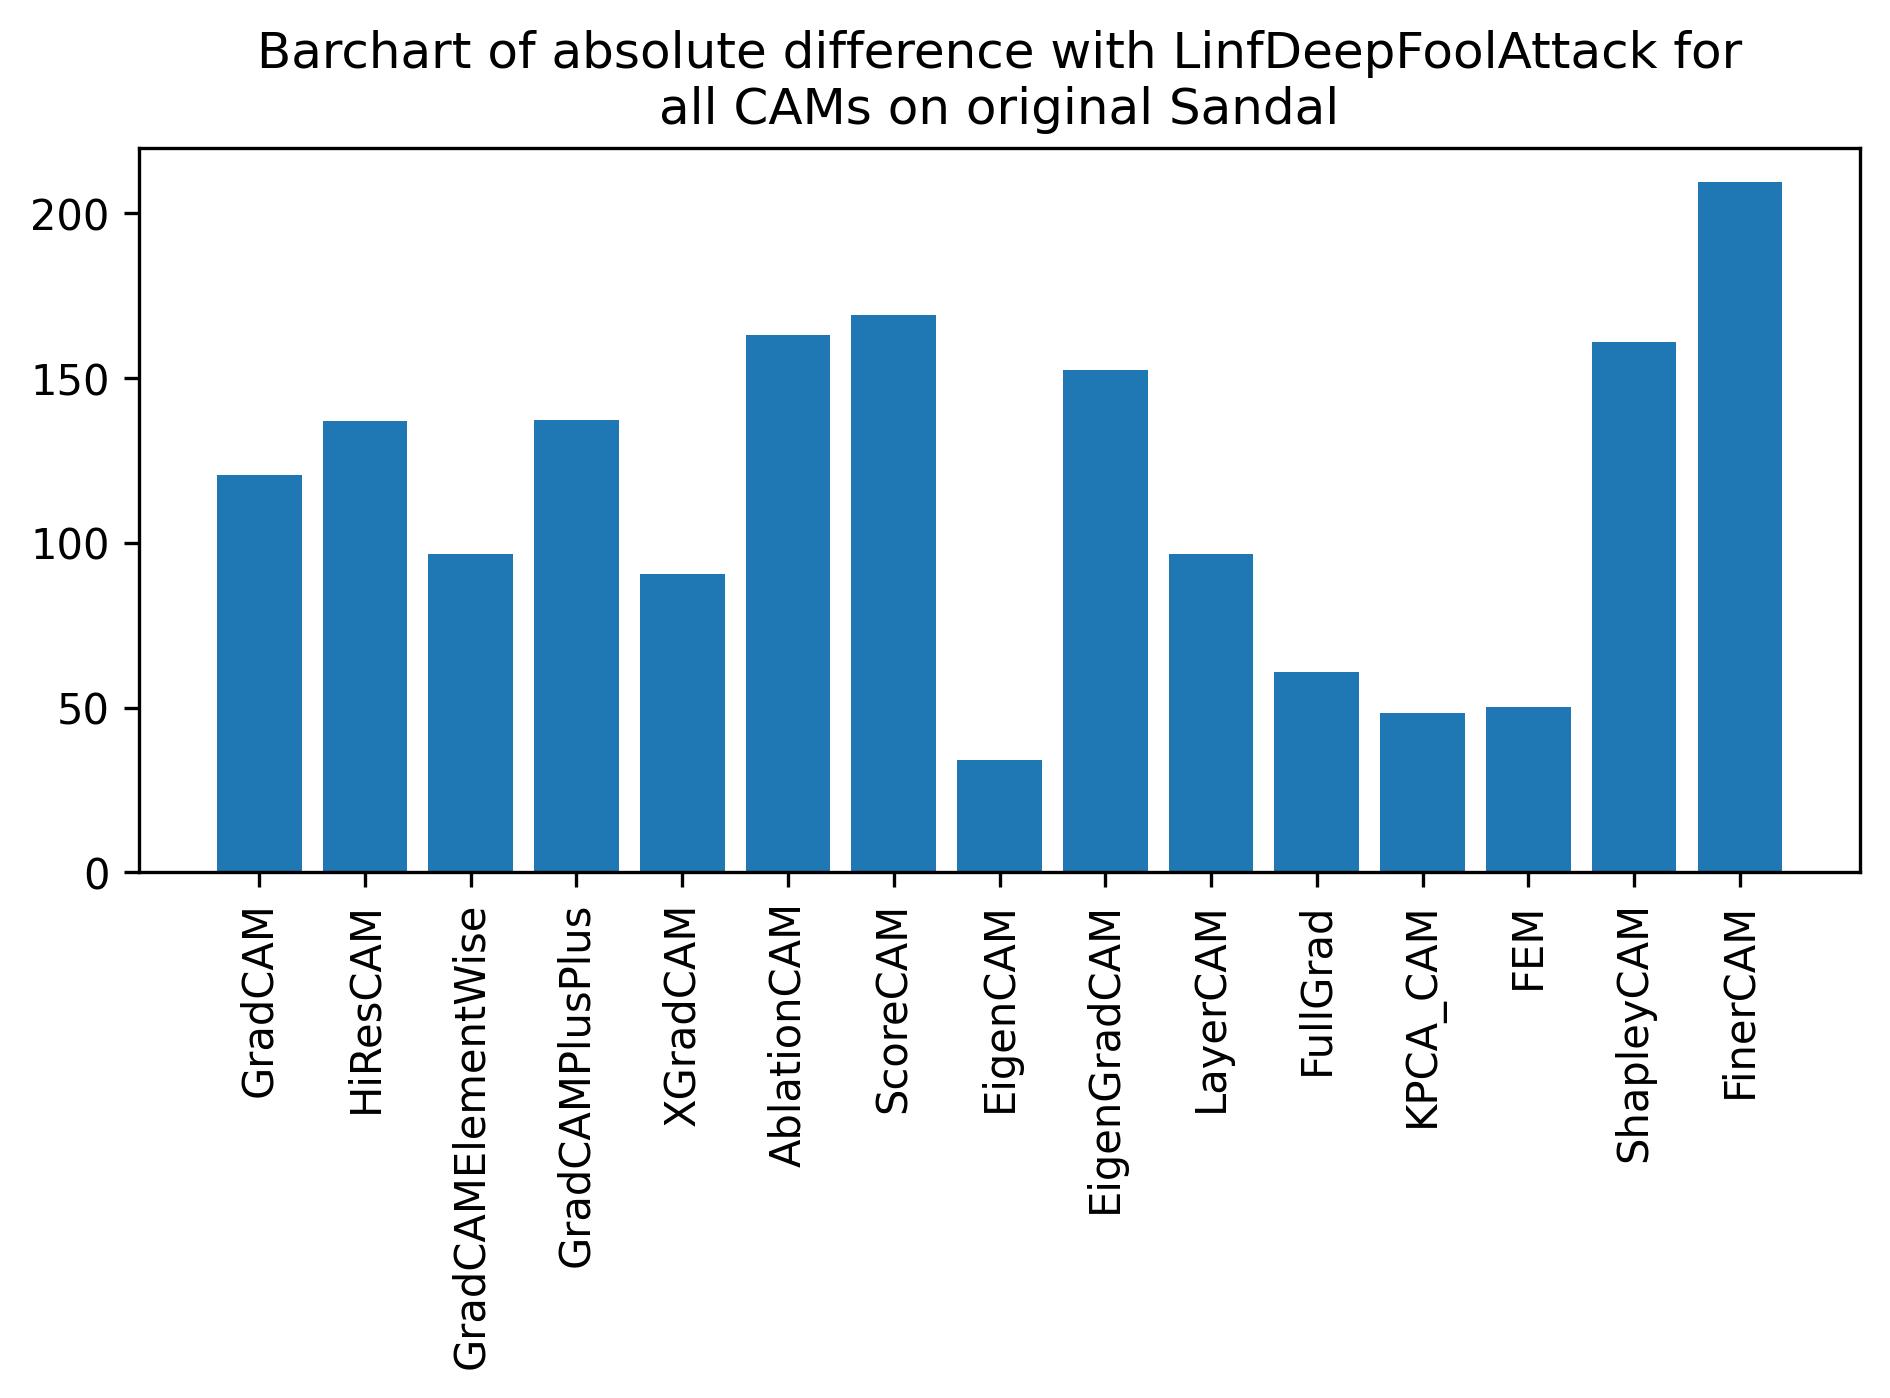 Barchart of absolute difference with LinfDeepFoolAttack for
all CAMs on original Sandal
200
150
100
50
0
GradCAM
HiResCAM
GradCAMElementWise
GradCAMPlusPlus
XGradCAM
AblationCAM
ScoreCAM
EigenCAM
EigenGradCAM
LayerCAM
FullGrad
KPCA_CAM
FEM
ShapleyCAM
FinerCAM